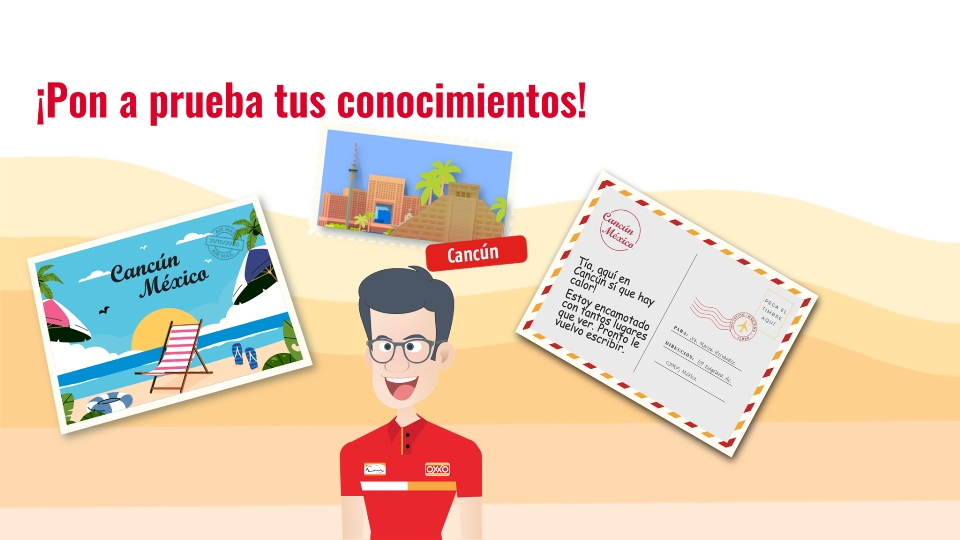 ¡Pon a prueba tus conocimientos!
Cancún
Cancún
México
Cancún
México
Tía, aquí en
Cancún sí que hay
calor!
Estoy encamotado
con tantos lugares
que ver. Pronto le
vuelvo escribir.
PEGA EL
TIMBRE
AQUÍ
PARA:
DIRECCIÓN:
OXXO